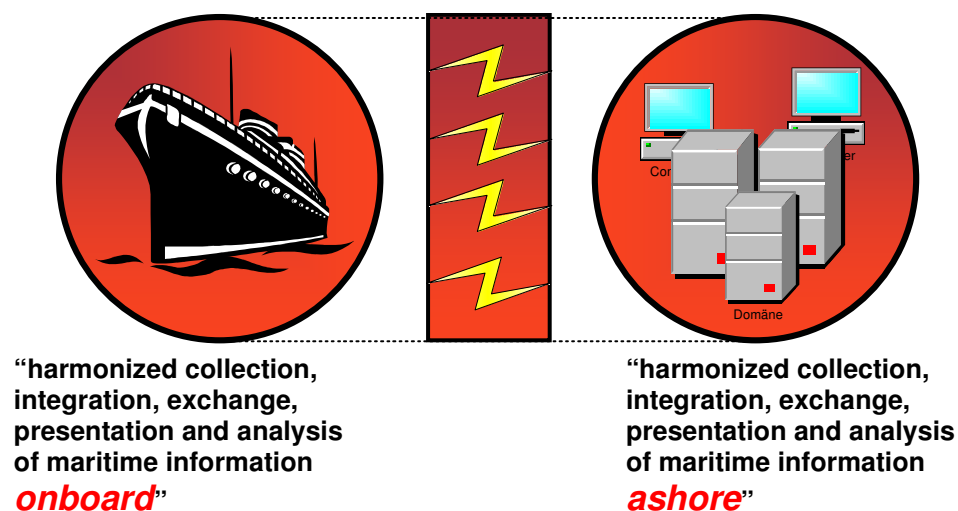 Domäne
“harmonized collection,
integration, exchange,
presentation and analysis
of maritime information
onboard”
“harmonized collection,
integration, exchange,
presentation and analysis
of maritime information
ashore”